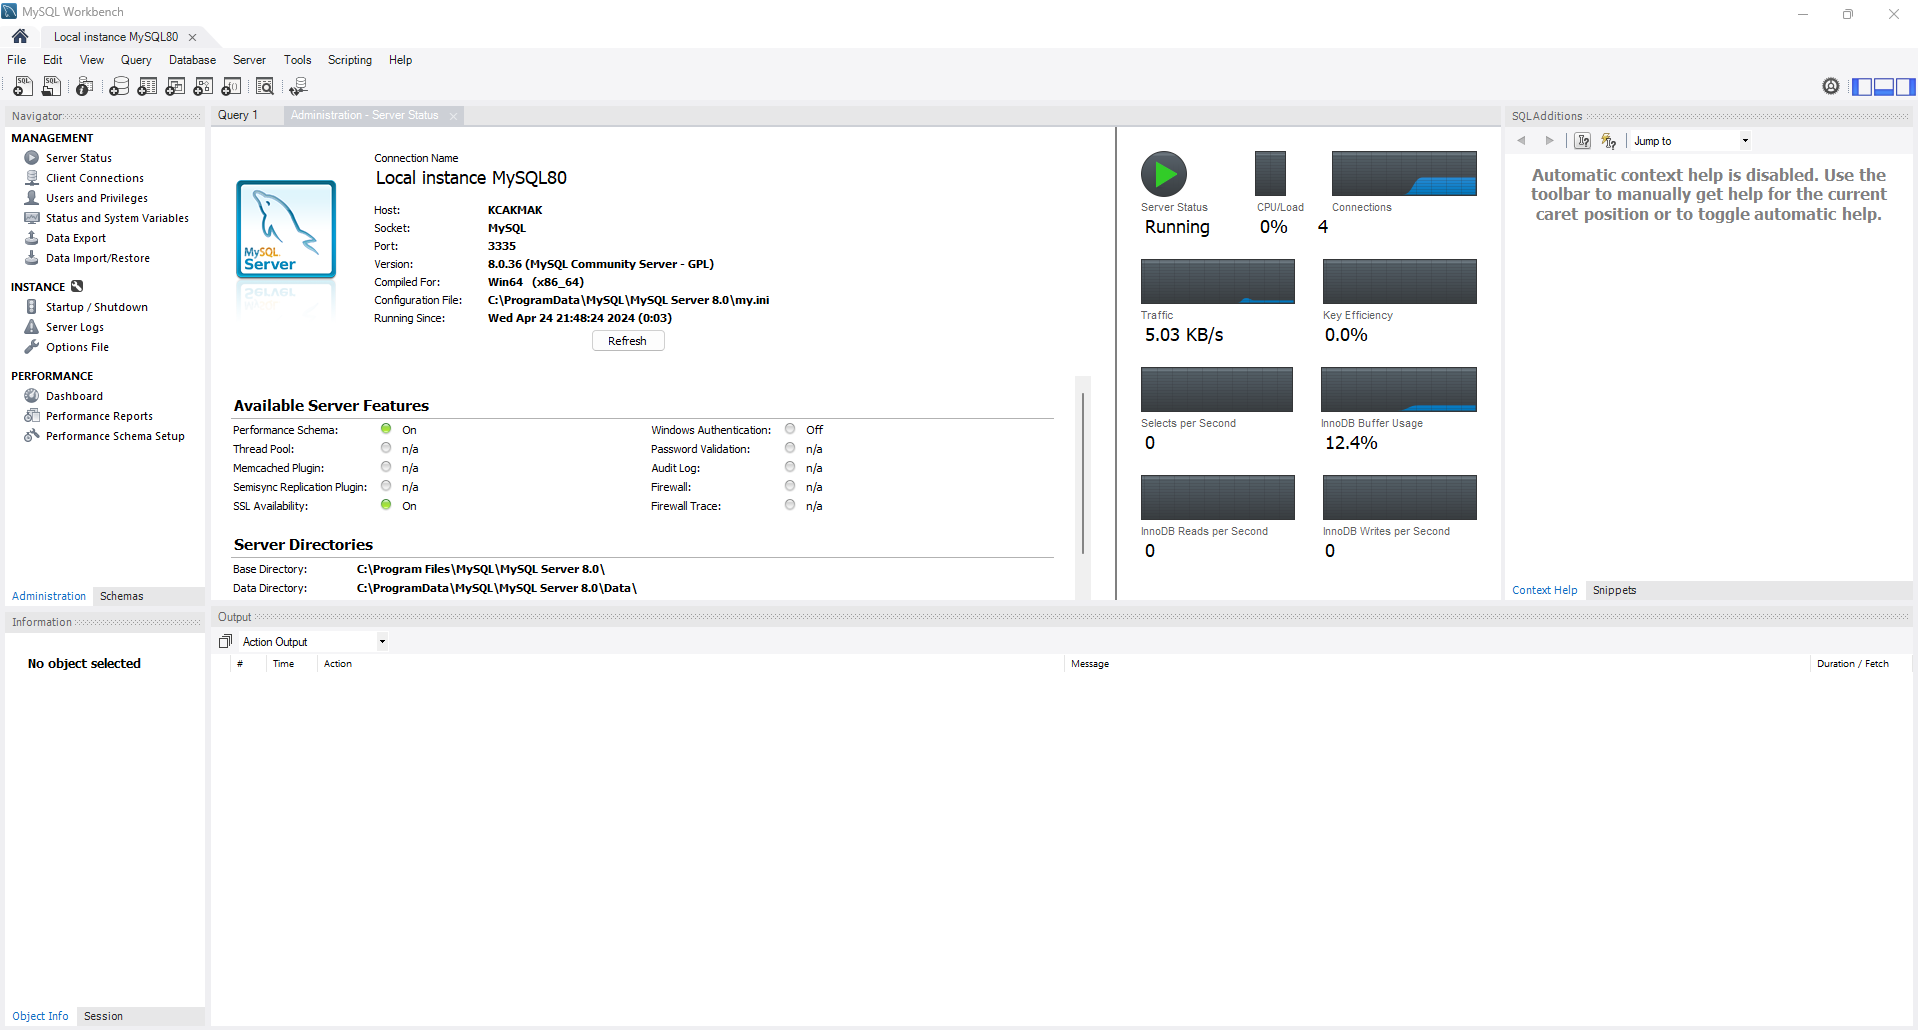 MySQL Workbench
Local instance MySQL80
File Edit View Query Database Server Tools Scripting Help
Navigator
MANAGEMENT
Server Status
Client Connections
Users and Privileges
Status and System Variables
Data Export
Data Import/Restore
INSTANCE
Startup / Shutdown
Server Logs
Options File
PERFORMANCE
Dashboard
Performance Reports
Performance Schema Setup
Administration Schemas
Information
No object selected
Object Info Session
Query 1 Administration - Server Status
Connection Name
Local instance MySQL80
MySQL
Server
Host: KCAKMAK
Socket: MySQL
Port: 3335
Version: 8.0.36 (MySQL Community Server - GPL)
Compiled For: Win64 (x86_64)
Configuration File: C:\ProgramData\MySQL\MySQL Server 8.0\my.ini
Running Since: Wed Apr 24 21:48:24 2024 (0:03)
Refresh
Available Server Features
Performance Schema: On Windows Authentication: Off
Thread Pool: n/a Password Validation: n/a
Memcached Plugin: n/a Audit Log: n/a
Semisync Replication Plugin: n/a Firewall: n/a
SSL Availability: On Firewall Trace: n/a
Server Directories
Base Directory: C:\Program Files\MySQL\MySQL Server 8.0\
Data Directory: C:\ProgramData\MySQL\MySQL Server 8.0\Data\
Server Status CPU/Load Connections
Running 0% 4
Traffic Key Efficiency
5.03 KB/s 0.0%
Selects per Second InnoDB Buffer Usage
0 12.4%
InnoDB Reads per Second InnoDB Writes per Second
0 0
SQLAdditions
Jump to
Automatic context help is disabled. Use the
toolbar to manually get help for the current
caret position or to toggle automatic help.
Context Help Snippets
Output
Action Output
# Time Action Message Duration / Fetch